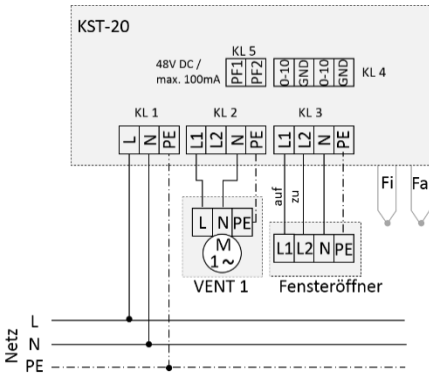 KST-20
KL 5
48V DC /
max. 100mA
PF1 PF2
0-10 GND 0-10 GND
KL 4
KL 1 KL 2 KL 3
L N PE L1 L2 N PE L1 L2 N PE
auf zu
Fi Fa
L N PE
M
1~
L1 L2 N PE
VENT 1 Fensteröffner
Netz
L
N
PE